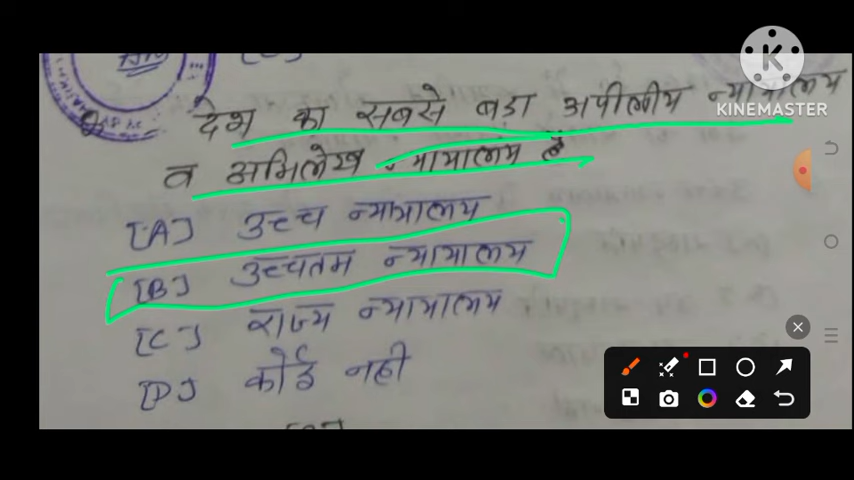 KINEMASTER
देश का सबसे बड़ा अपीलीय न्यायालय
व अभिलेख न्यायालय है
[A] उच्च न्यायालय
[B] उच्चतम न्यायालय
[C] राज्य न्यायालय
[D] कोई नही